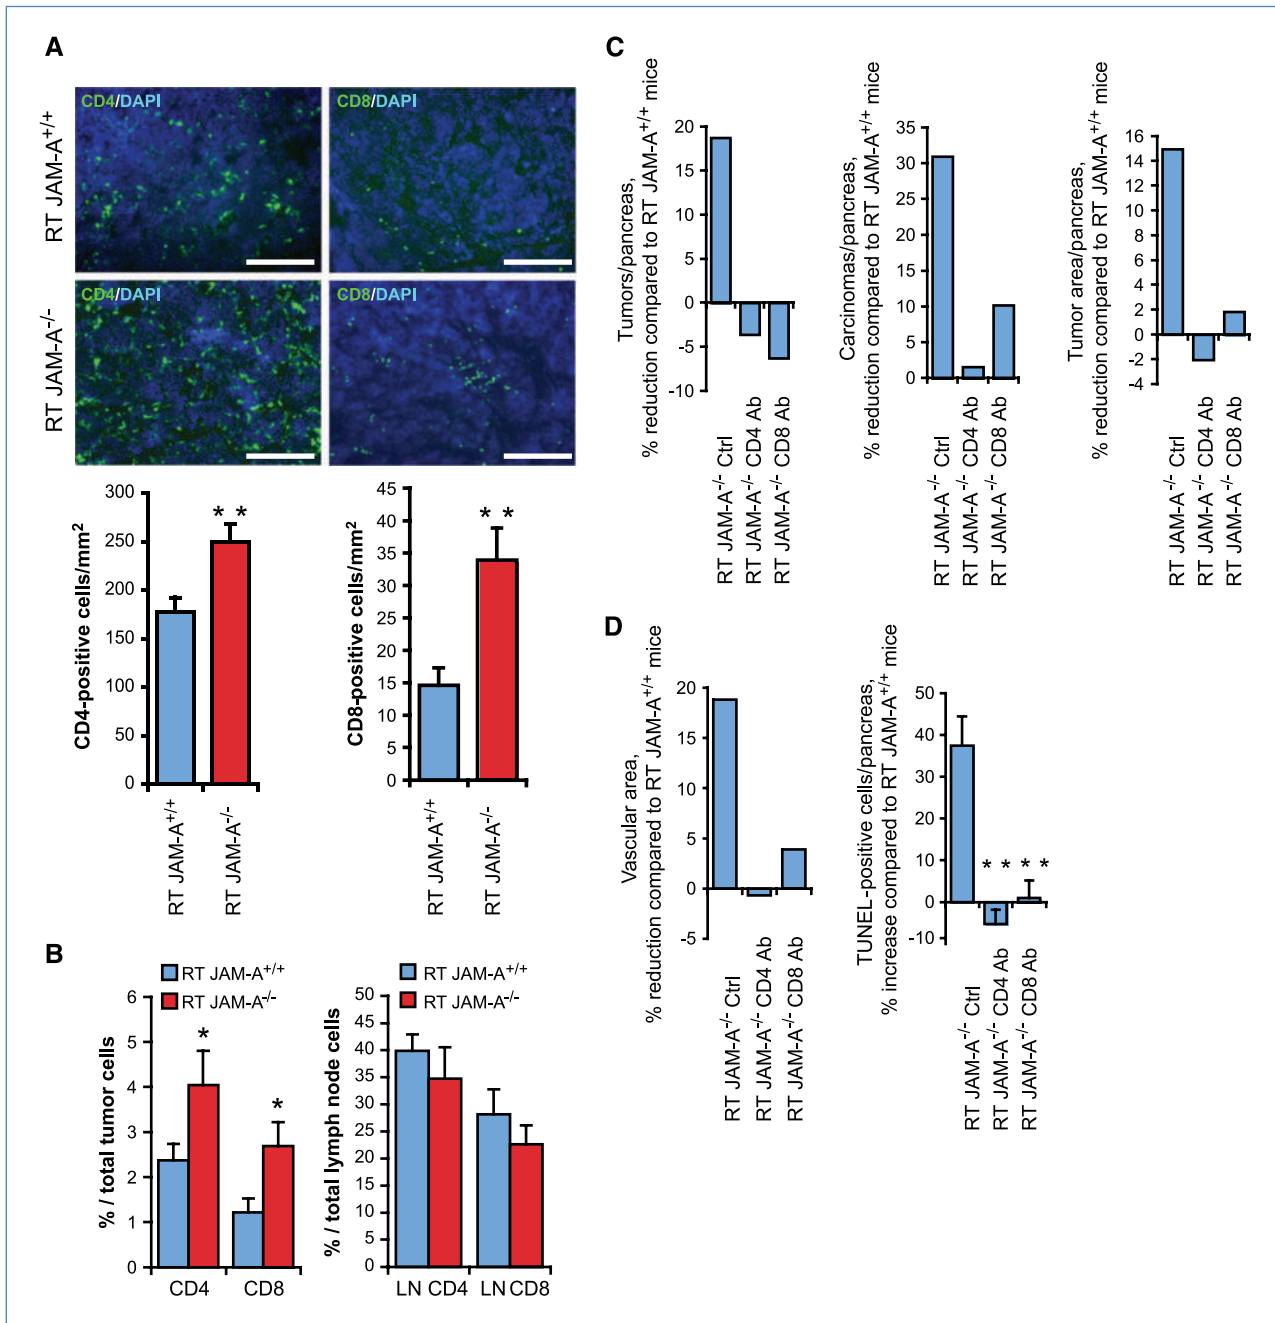 A
CD4/DAPI
CD8/DAPI
RT JAM-A+/+
CD4/DAPI
CD8/DAPI
RT JAM-A-/-
CD4-positive cells/mm2
300
250
200
150
100
50
0
* *
RT JAM-A+/+
RT JAM-A-/-
CD8-positive cells/mm2
45
40
35
30
25
20
15
10
5
0
* *
RT JAM-A+/+
RT JAM-A-/-
B
RT JAM-A+/+
RT JAM-A-/-
% / total tumor cells
6
5
4
3
2
1
0
*
*
CD4
CD8
RT JAM-A+/+
RT JAM-A-/-
% / total lymph node cells
50
45
40
35
30
25
20
15
10
5
0
LN CD4
LN CD8
C
Tumors/pancreas,
% reduction compared to RT JAM-A+/+ mice
20
15
10
5
0
-5
-10
RT JAM-A-/- Ctrl
RT JAM-A-/- CD4 Ab
RT JAM-A-/- CD8 Ab
Carcinomas/pancreas,
% reduction compared to RT JAM-A+/+ mice
35
30
25
20
15
10
5
0
RT JAM-A-/- Ctrl
RT JAM-A-/- CD4 Ab
RT JAM-A-/- CD8 Ab
Tumor area/pancreas,
% reduction compared to RT JAM-A+/+ mice
16
14
12
10
8
6
4
2
0
-2
-4
RT JAM-A-/- Ctrl
RT JAM-A-/- CD4 Ab
RT JAM-A-/- CD8 Ab
D
Vascular area,
% reduction compared to RT JAM-A+/+ mice
20
15
10
5
0
-5
RT JAM-A-/- Ctrl
RT JAM-A-/- CD4 Ab
RT JAM-A-/- CD8 Ab
TUNEL-positive cells/pancreas,
% increase compared to RT JAM-A+/+ mice
50
40
30
20
10
0
-10
* *
* *
RT JAM-A-/- Ctrl
RT JAM-A-/- CD4 Ab
RT JAM-A-/- CD8 Ab